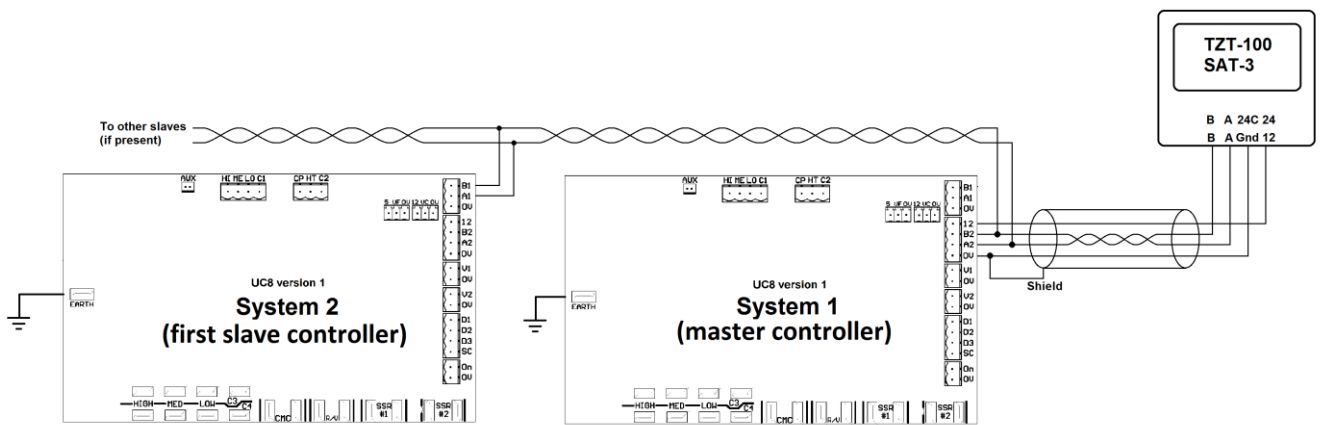 TZT-100
SAT-3
B A 24C 24
B A Gnd 12
To other slaves
(if present)
AUX
HI ME LO C1
CP HT C2
B1
A1
0V
5 UF 0V 12 VC 0V
12
B2
A2
0V
V1
0V
V2
0V
D1
D2
D3
SC
On
0V
EARTH
UC8 version 1
System 2
(first slave controller)
HIGH MED LOW C3
C4
CMC
R/V
SSR
#1
SSR
#2
AUX
HI ME LO C1
CP HT C2
B1
A1
0V
5 UF 0V 12 VC 0V
12
B2
A2
0V
V1
0V
V2
0V
D1
D2
D3
SC
On
0V
EARTH
UC8 version 1
System 1
(master controller)
HIGH MED LOW C3
C4
CMC
R/V
SSR
#1
SSR
#2
Shield